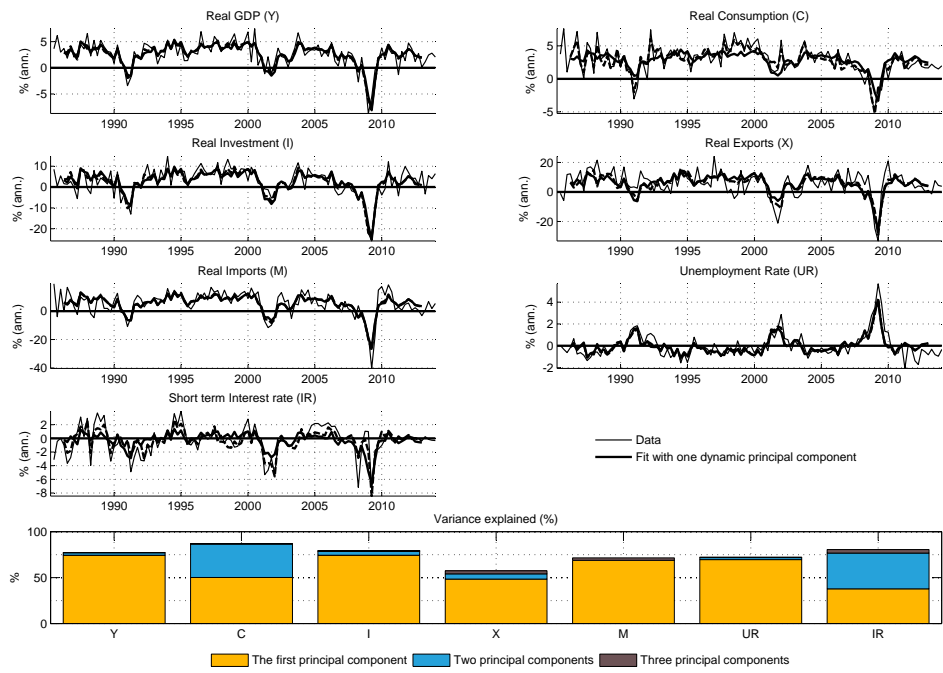 Real GDP (Y)
5
0
-5
% (ann.)
1990 1995 2000 2005 2010
Real Consumption (C)
5
0
-5
% (ann.)
1990 1995 2000 2005 2010
Real Investment (I)
10
0
-10
-20
% (ann.)
1990 1995 2000 2005 2010
Real Exports (X)
20
0
-20
% (ann.)
1990 1995 2000 2005 2010
Real Imports (M)
0
-20
-40
% (ann.)
1990 1995 2000 2005 2010
Unemployment Rate (UR)
4
2
0
-2
% (ann.)
1990 1995 2000 2005 2010
Short term Interest rate (IR)
2
0
-2
-4
-6
-8
% (ann.)
1990 1995 2000 2005 2010
Data
Fit with one dynamic principal component
Variance explained (%)
100
50
0
%
Y C I X M UR IR
The first principal component Two principal components Three principal components